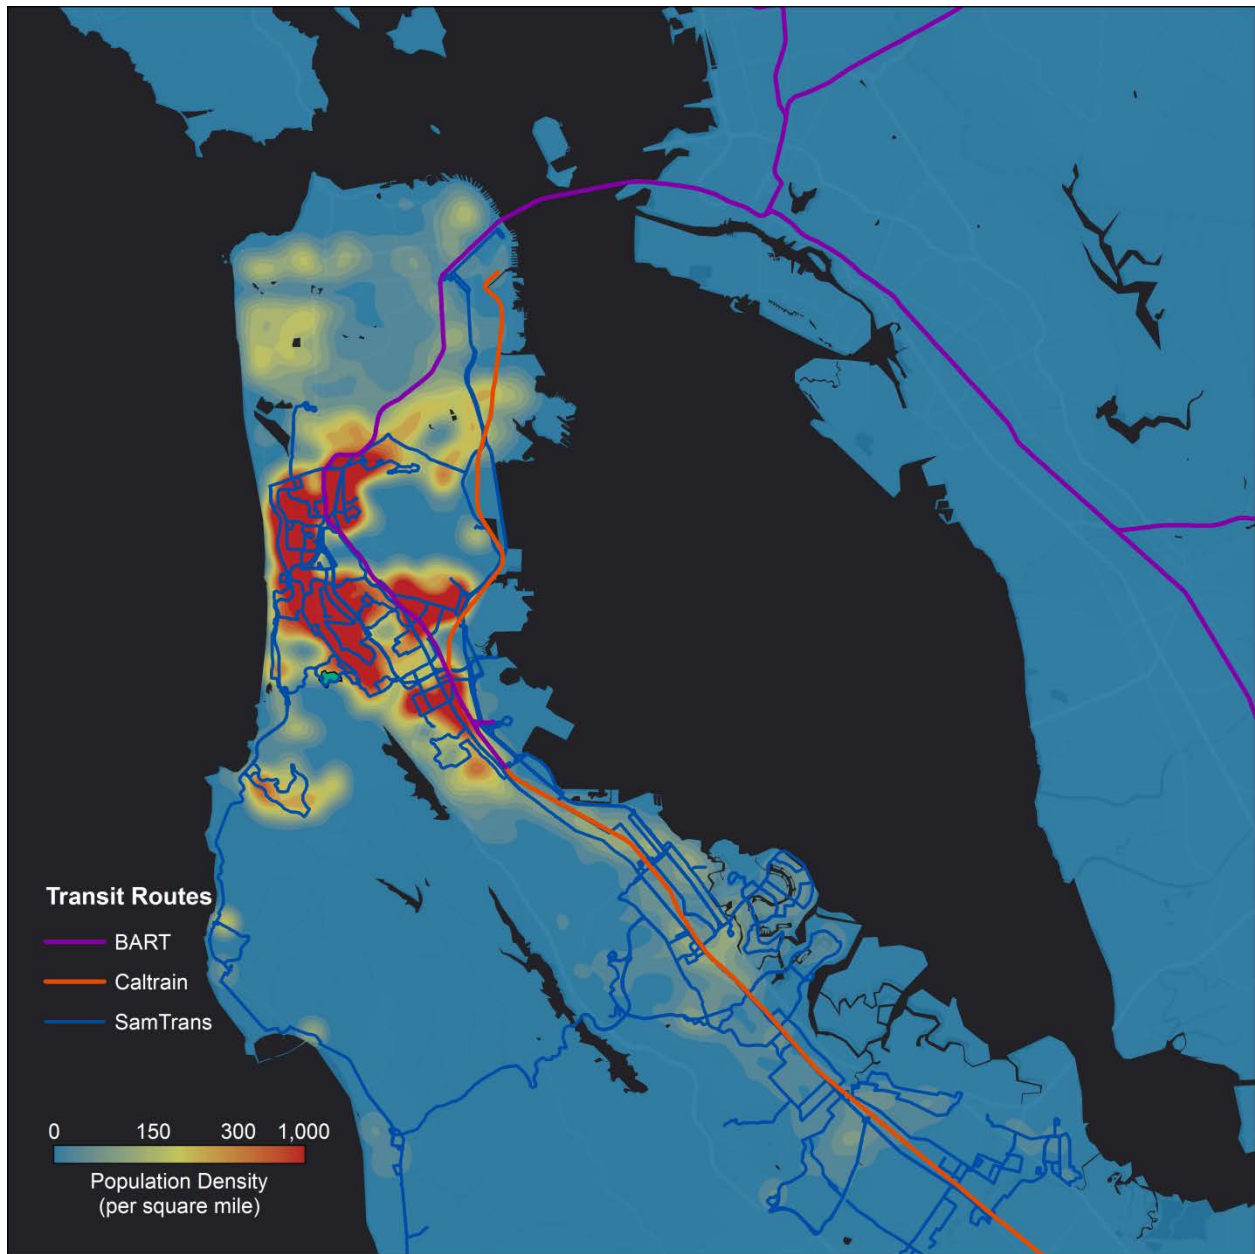 Transit Routes
BART
Caltrain
SamTrans
0 150 300 1,000
Population Density
(per square mile)